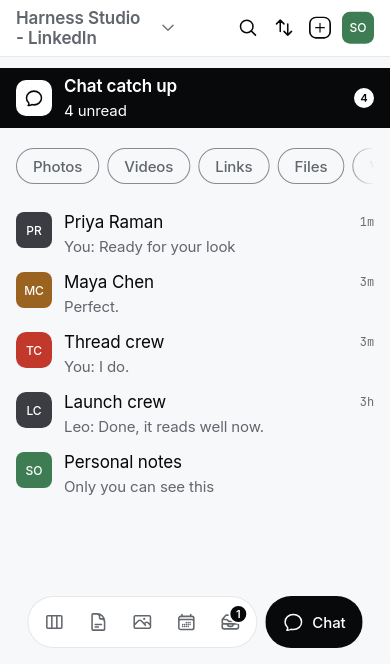 Harness Studio
- LinkedIn
SO
Chat catch up
4 unread
4
Photos
Videos
Links
Files
PR
Priya Raman
1m
You: Ready for your look
MC
Maya Chen
3m
Perfect.
TC
Thread crew
3m
You: I do.
LC
Launch crew
3h
Leo: Done, it reads well now.
SO
Personal notes
Only you can see this
1
Chat